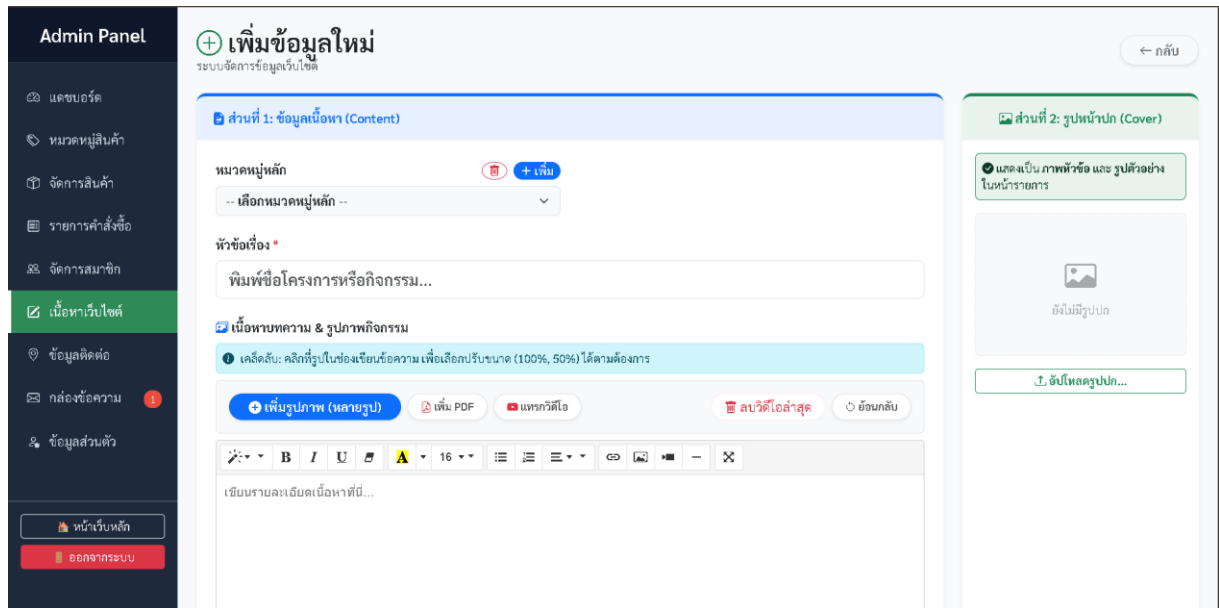 Admin Panel
แดชบอร์ด
หมวดหมู่สินค้า
จัดการสินค้า
รายการคำสั่งซื้อ
จัดการสมาชิก
เนื้อหาเว็บไซต์
ข้อมูลติดต่อ
กล่องข้อความ 1
ข้อมูลส่วนตัว
หน้าเว็บหลัก
ออกจากระบบ
เพิ่มข้อมูลใหม่
ระบบจัดการข้อมูลเว็บไซต์
← กลับ
ส่วนที่ 1: ข้อมูลเนื้อหา (Content)
หมวดหมู่หลัก
+ เพิ่ม
-- เลือกหมวดหมู่หลัก --
หัวข้อเรื่อง *
พิมพ์ชื่อโครงการหรือกิจกรรม...
เนื้อหาบทความ & รูปภาพกิจกรรม
เคล็ดลับ: คลิกที่รูปในช่องเขียนข้อความ เพื่อเลือกปรับขนาด (100%, 50%) ได้ตามต้องการ
เพิ่มรูปภาพ (หลายรูป) เพิ่ม PDF แทรกวิดีโอ ลบวิดีโอล่าสุด ย้อนกลับ
B I U A 16
เขียนรายละเอียดเนื้อหาที่นี่...
ส่วนที่ 2: รูปหน้าปก (Cover)
แสดงเป็น ภาพหัวข้อ และ รูปตัวอย่าง
ในหน้ารายการ
ยังไม่มีรูปปก
อัปโหลดรูปปก...